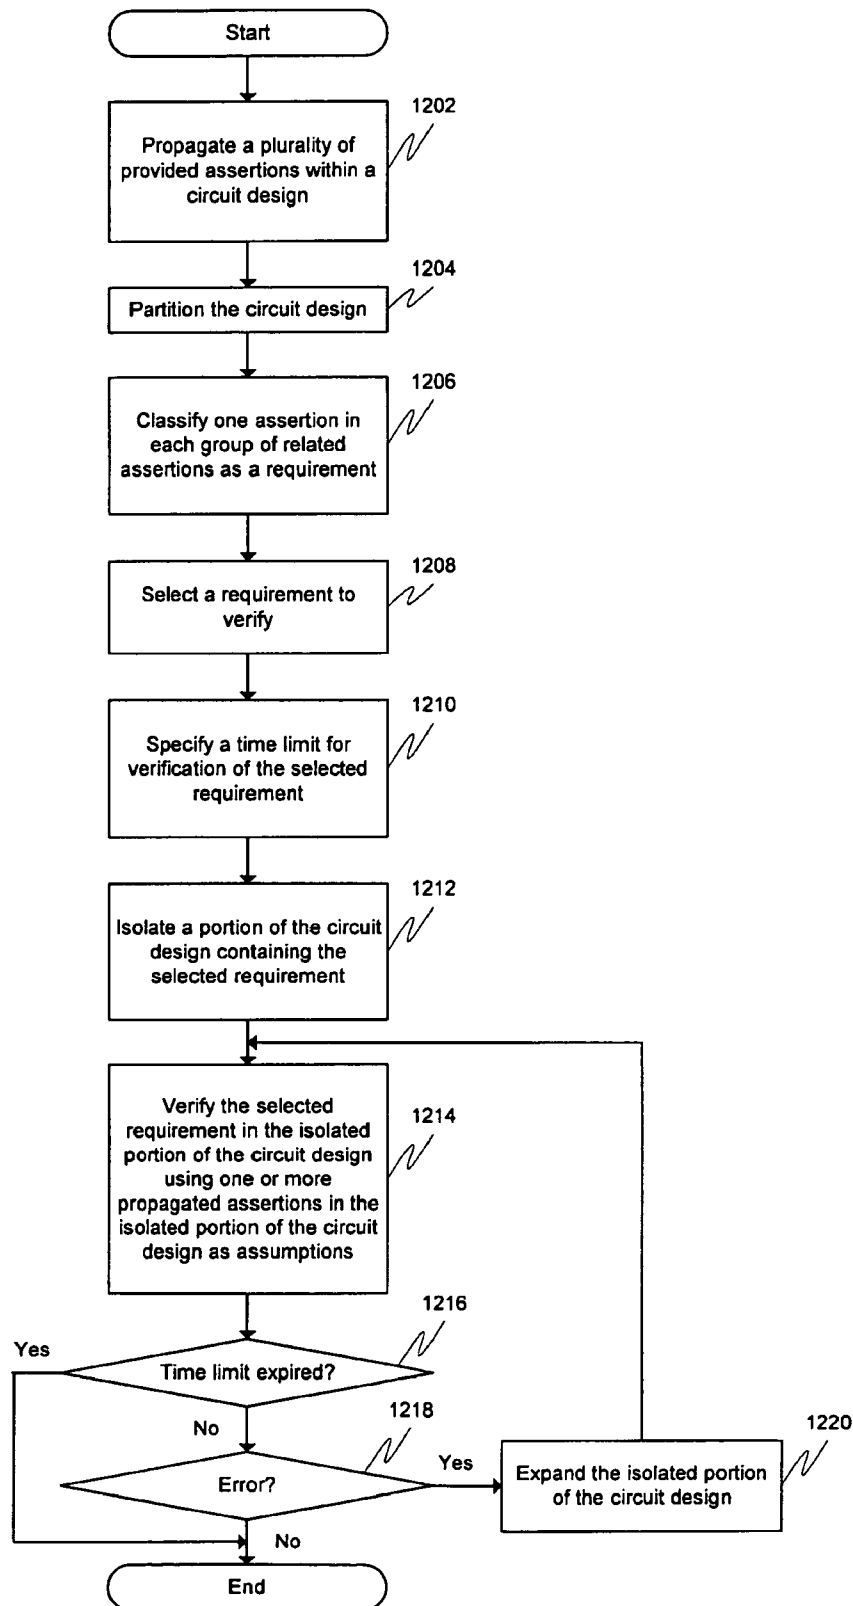 Start
1202
Propagate a plurality of
provided assertions within a
circuit design
1204
Partition the circuit design
1206
Classify one assertion in
each group of related
assertions as a requirement
1208
Select a requirement to
verify
1210
Specify a time limit for
verification of the selected
requirement
1212
Isolate a portion of the circuit
design containing the
selected requirement
1214
Verify the selected
requirement in the isolated
portion of the circuit design
using one or more
propagated assertions in the
isolated portion of the circuit
design as assumptions
1216
Yes
Time limit expired?
No
1218
Error?
Yes
1220
Expand the isolated portion
of the circuit design
No
End